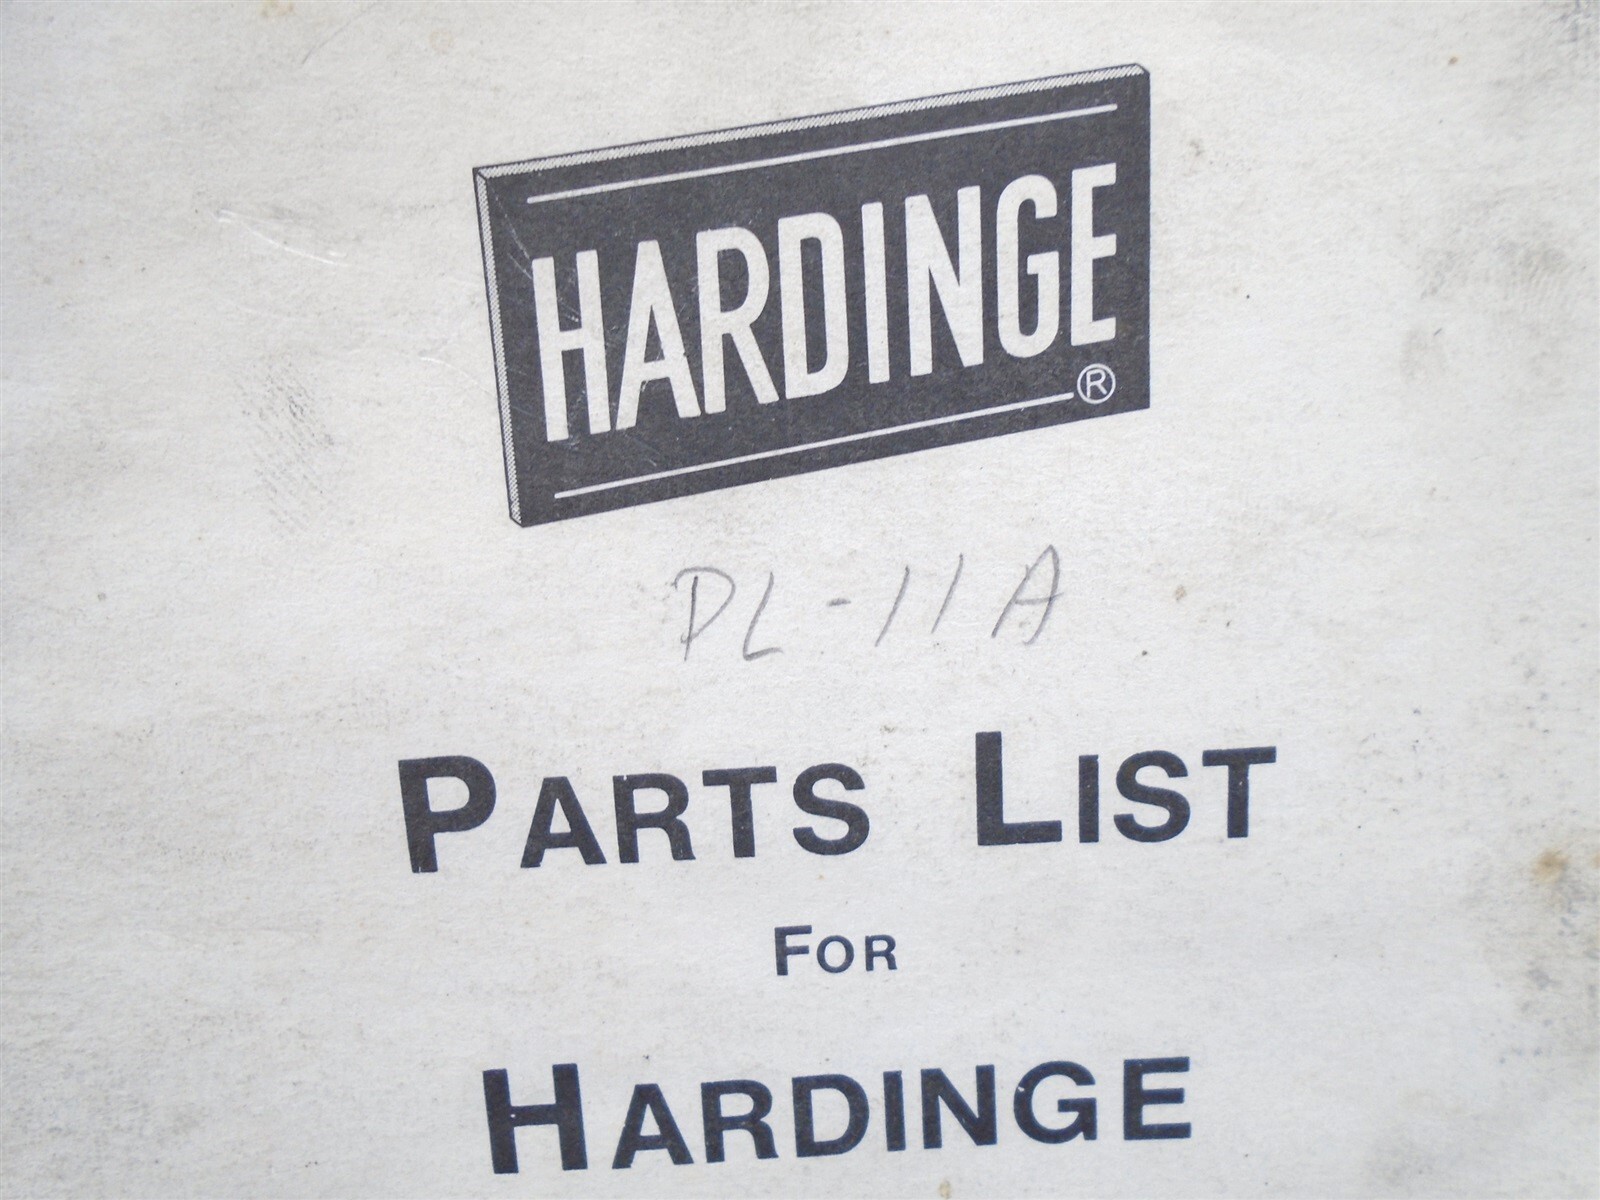 HARDINGE®
PL-11A
PARTS LIST
FOR
HARDINGE